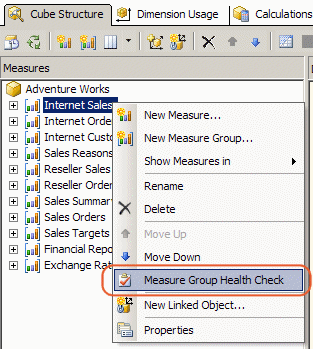 Cube Structure
Dimension Usage
Calculations
Measures
Adventure Works
Internet Sales
Internet Orde
Internet Custo
Sales Reasons
Reseller Sales
Reseller Order
Sales Summar
Sales Orders
Sales Targets
Financial Repo
Exchange Rat
New Measure...
New Measure Group...
Show Measures in
Rename
Delete
Move Up
Move Down
Measure Group Health Check
New Linked Object...
Properties